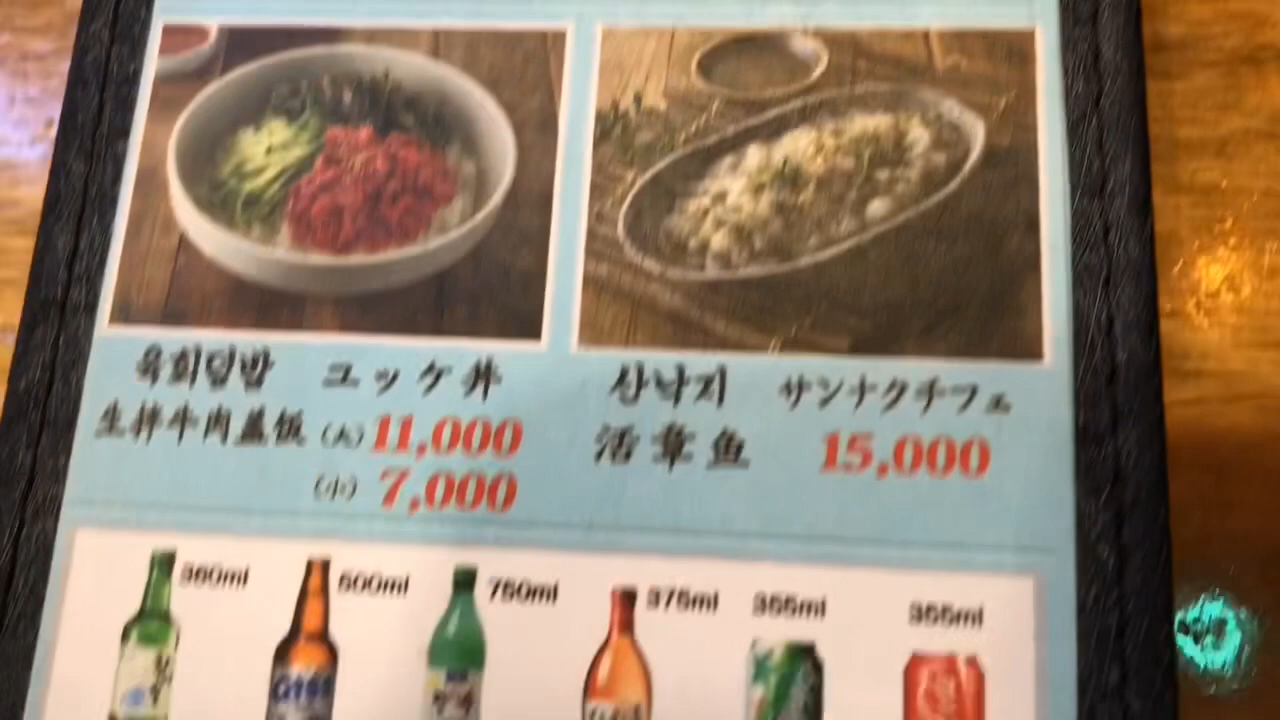 육회덮밥 ユッケ丼
生拌牛肉盖饭 (大) 11,000
(小) 7,000
산낙지 サンナクチフェ
活章鱼 15,000
360ml 500ml 750ml 375ml 355ml 355ml